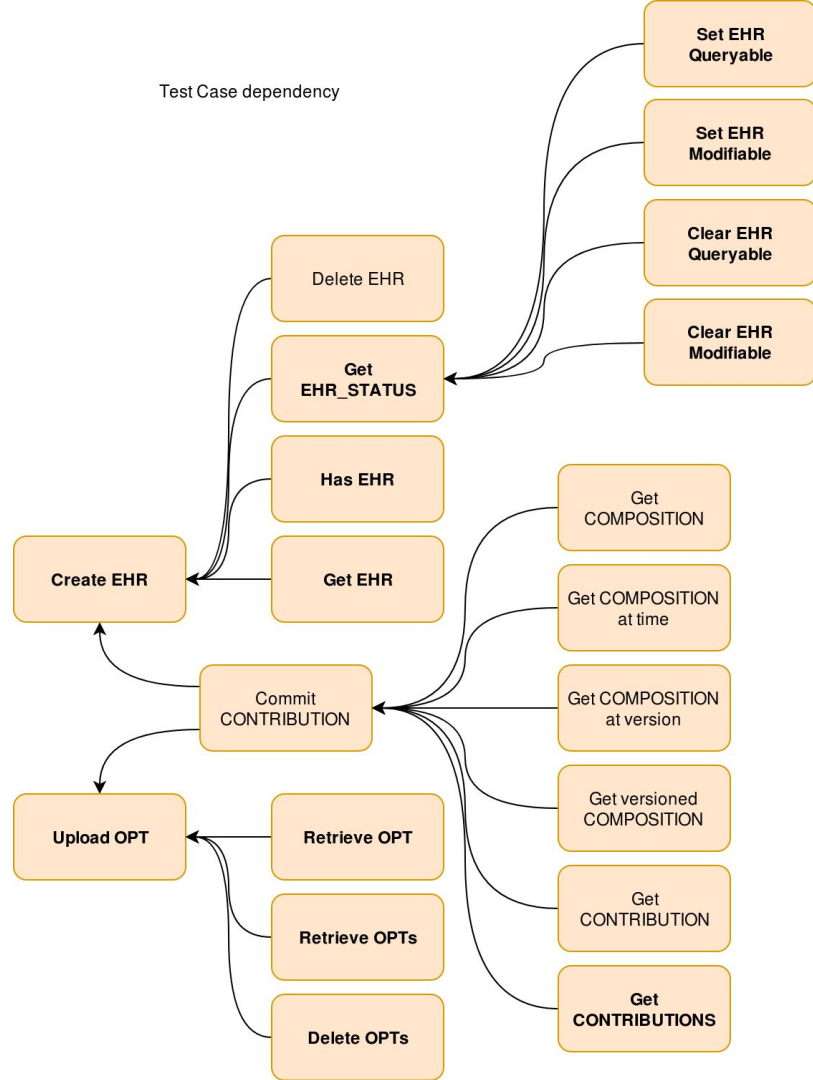 Test Case dependency
Set EHR
Queryable
Set EHR
Modifiable
Clear EHR
Queryable
Clear EHR
Modifiable
Delete EHR
Get
EHR_STATUS
Has EHR
Get EHR
Create EHR
Commit
CONTRIBUTION
Upload OPT
Retrieve OPT
Retrieve OPTs
Delete OPTs
Get
COMPOSITION
Get COMPOSITION
at time
Get COMPOSITION
at version
Get versioned
COMPOSITION
Get
CONTRIBUTION
Get
CONTRIBUTIONS